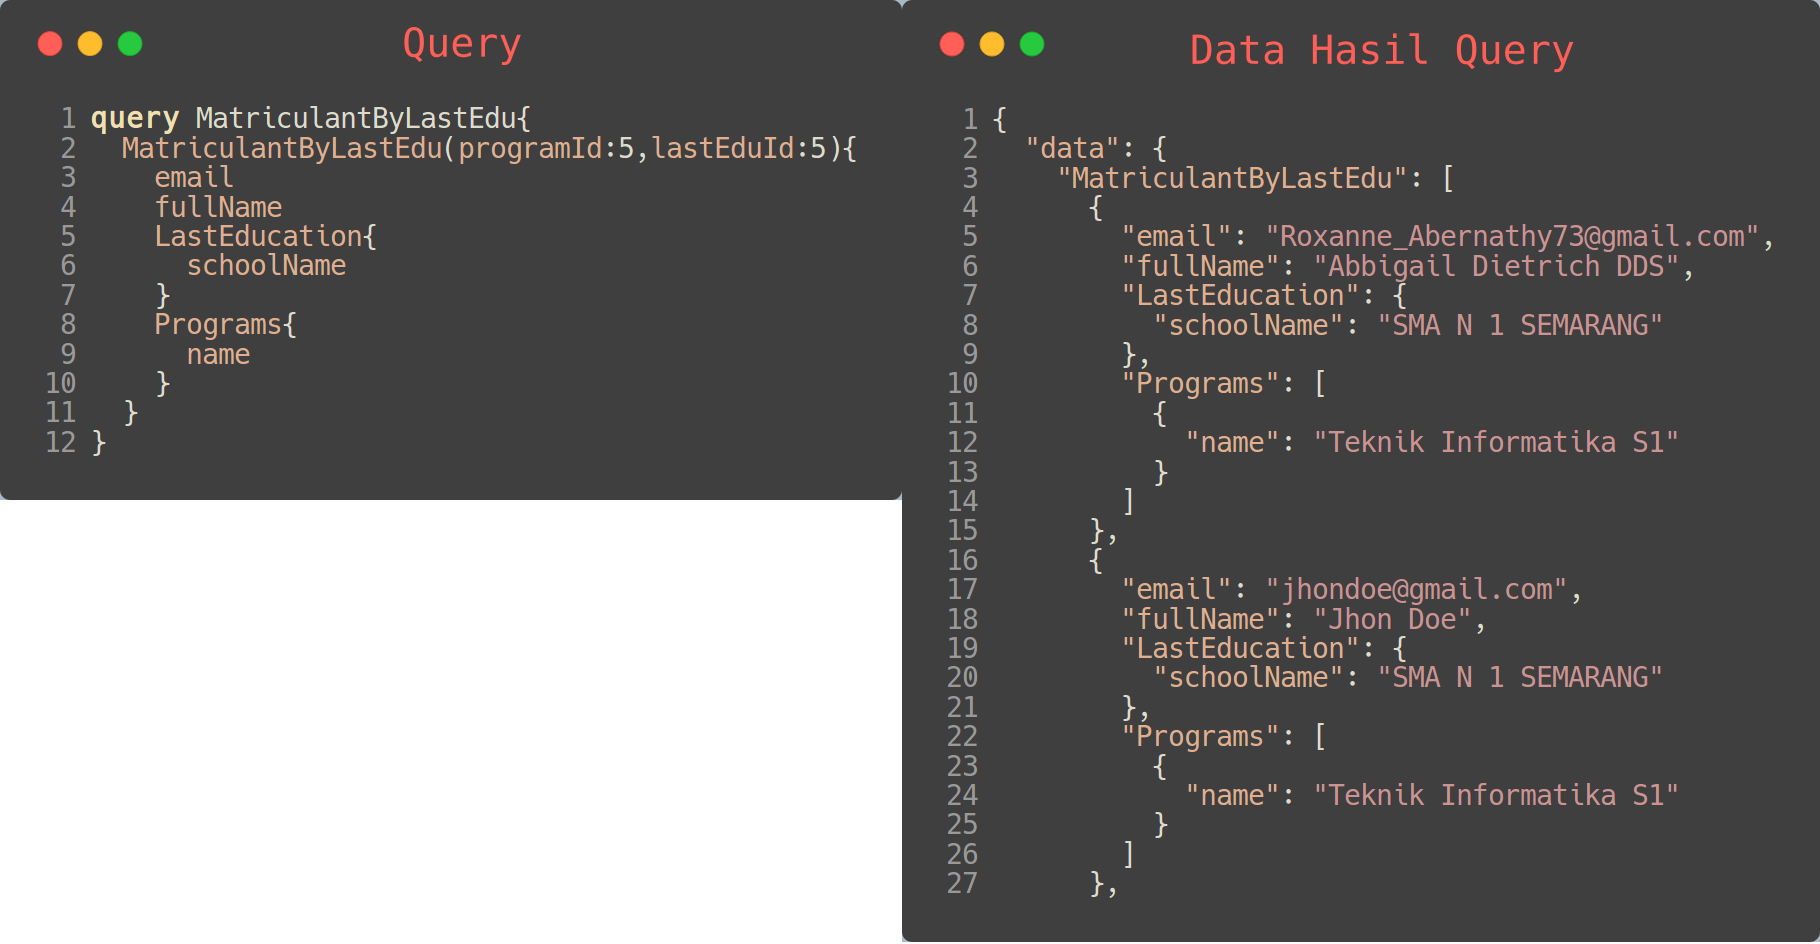 Query
1 query MatriculantByLastEdu{
2   MatriculantByLastEdu(programId:5,lastEduId:5){
3     email
4     fullName
5     LastEducation{
6       schoolName
7     }
8     Programs{
9       name
10     }
11   }
12 }
Data Hasil Query
1 {
2   "data": {
3     "MatriculantByLastEdu": [
4       {
5         "email": "Roxanne_Abernathy73@gmail.com",
6         "fullName": "Abbigail Dietrich DDS",
7         "LastEducation": {
8           "schoolName": "SMA N 1 SEMARANG"
9         },
10         "Programs": [
11           {
12             "name": "Teknik Informatika S1"
13           }
14         ]
15       },
16       {
17         "email": "jhondoe@gmail.com",
18         "fullName": "Jhon Doe",
19         "LastEducation": {
20           "schoolName": "SMA N 1 SEMARANG"
21         },
22         "Programs": [
23           {
24             "name": "Teknik Informatika S1"
25           }
26         ]
27       },